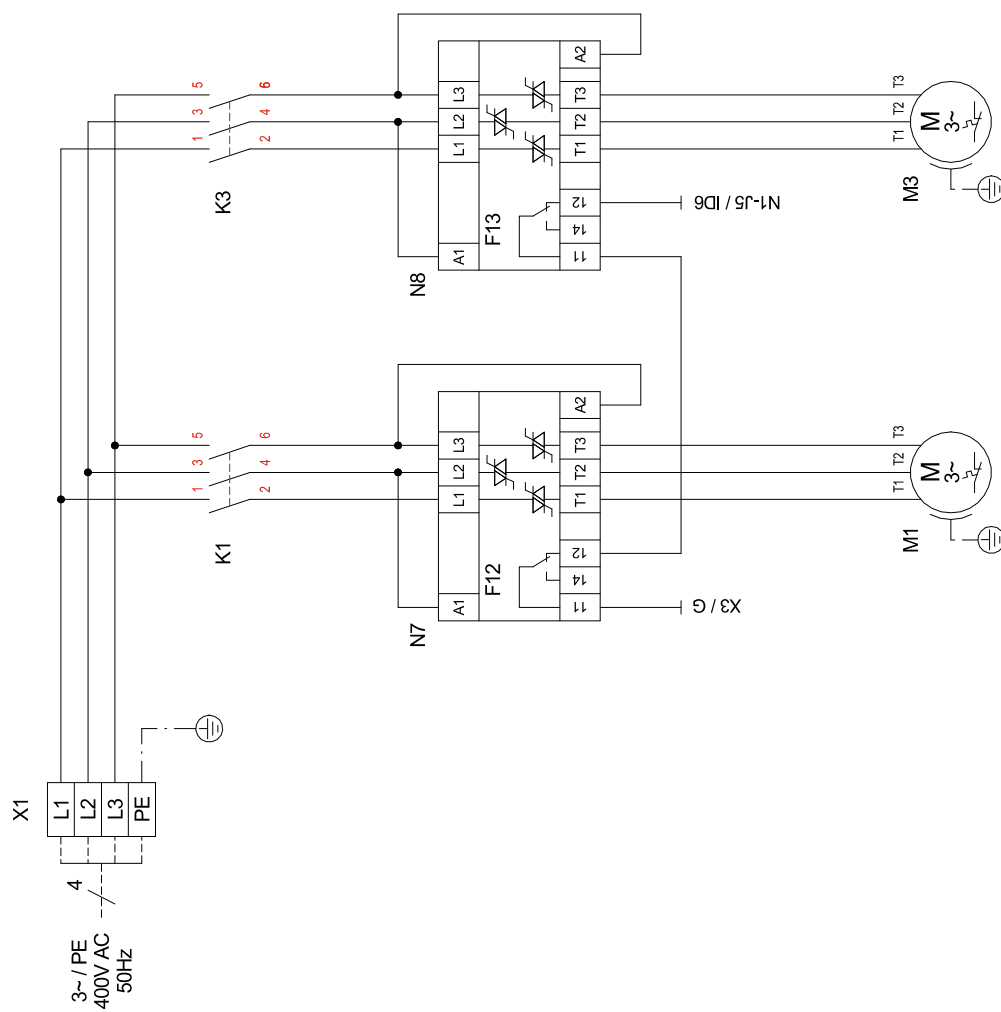 3~ / PE
400V AC
50Hz
4
X1
L1
L2
L3
PE
K1
1
3
5
2
4
6
N7
A1
L1
L2
L3
F12
11
14
12
T1
T2
T3
A2
X3 / G
T1
T2
T3
M
3~
M1
K3
1
3
5
2
4
6
N8
A1
L1
L2
L3
F13
11
14
12
T1
T2
T3
A2
N1-J5 / ID6
T1
T2
T3
M
3~
M3